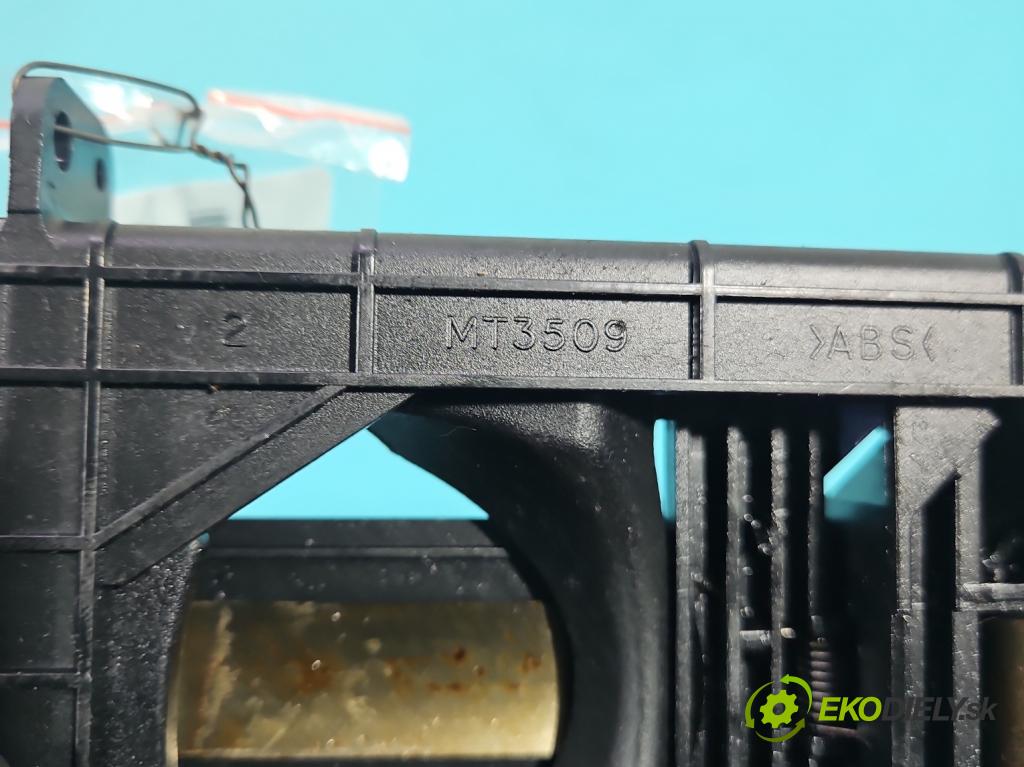 2 MT3509 >ABS<
EKODIELY.sk